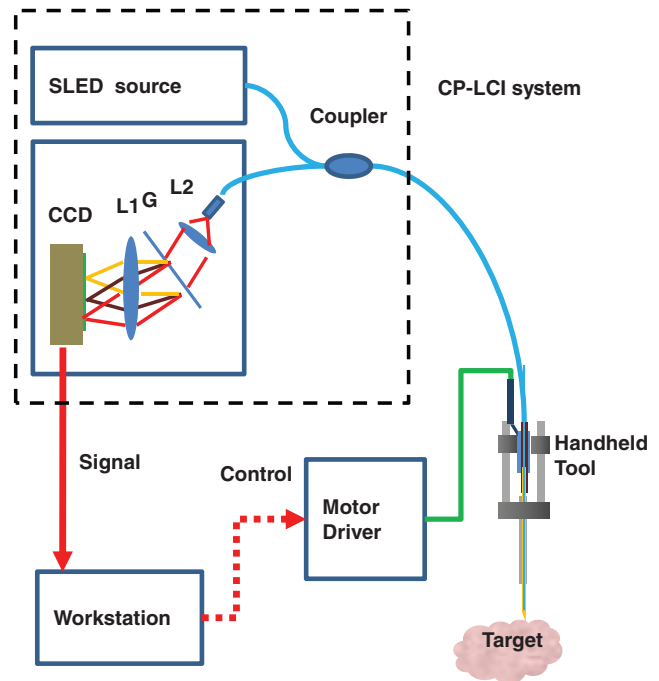 SLED source
CP-LCI system
Coupler
L2
L1
G
CCD
Signal
Control
Handheld
Tool
Motor
Driver
Workstation
Target